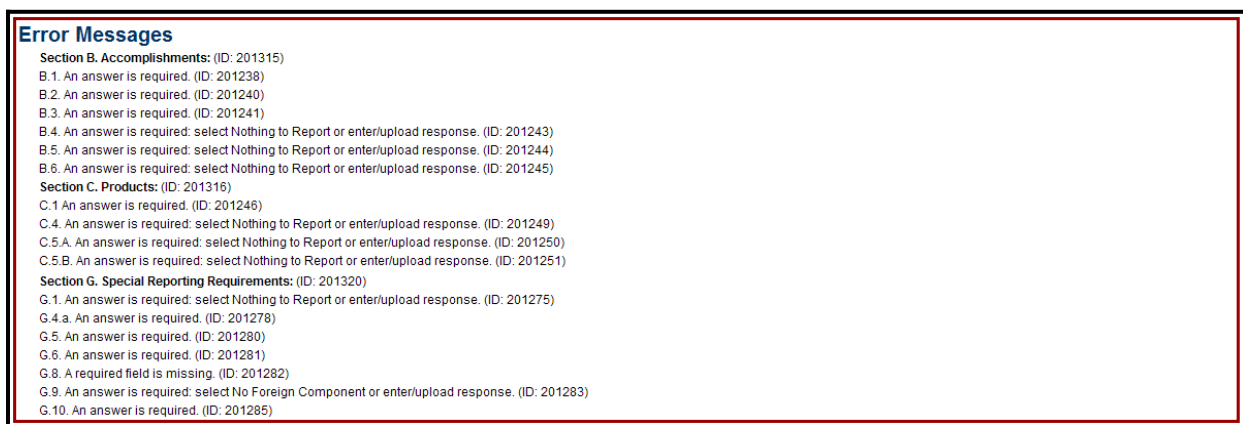 Error Messages
Section B. Accomplishments: (ID: 201315)
B.1. An answer is required. (ID: 201238)
B.2. An answer is required. (ID: 201240)
B.3. An answer is required. (ID: 201241)
B.4. An answer is required: select Nothing to Report or enter/upload response. (ID: 201243)
B.5. An answer is required: select Nothing to Report or enter/upload response. (ID: 201244)
B.6. An answer is required: select Nothing to Report or enter/upload response. (ID: 201245)
Section C. Products: (ID: 201316)
C.1 An answer is required. (ID: 201246)
C.4. An answer is required: select Nothing to Report or enter/upload response. (ID: 201249)
C.5.A. An answer is required: select Nothing to Report or enter/upload response. (ID: 201250)
C.5.B. An answer is required: select Nothing to Report or enter/upload response. (ID: 201251)
Section G. Special Reporting Requirements: (ID: 201320)
G.1. An answer is required: select Nothing to Report or enter/upload response. (ID: 201275)
G.4.a. An answer is required. (ID: 201278)
G.5. An answer is required. (ID: 201280)
G.6. An answer is required. (ID: 201281)
G.8. A required field is missing. (ID: 201282)
G.9. An answer is required: select No Foreign Component or enter/upload response. (ID: 201283)
G.10. An answer is required. (ID: 201285)